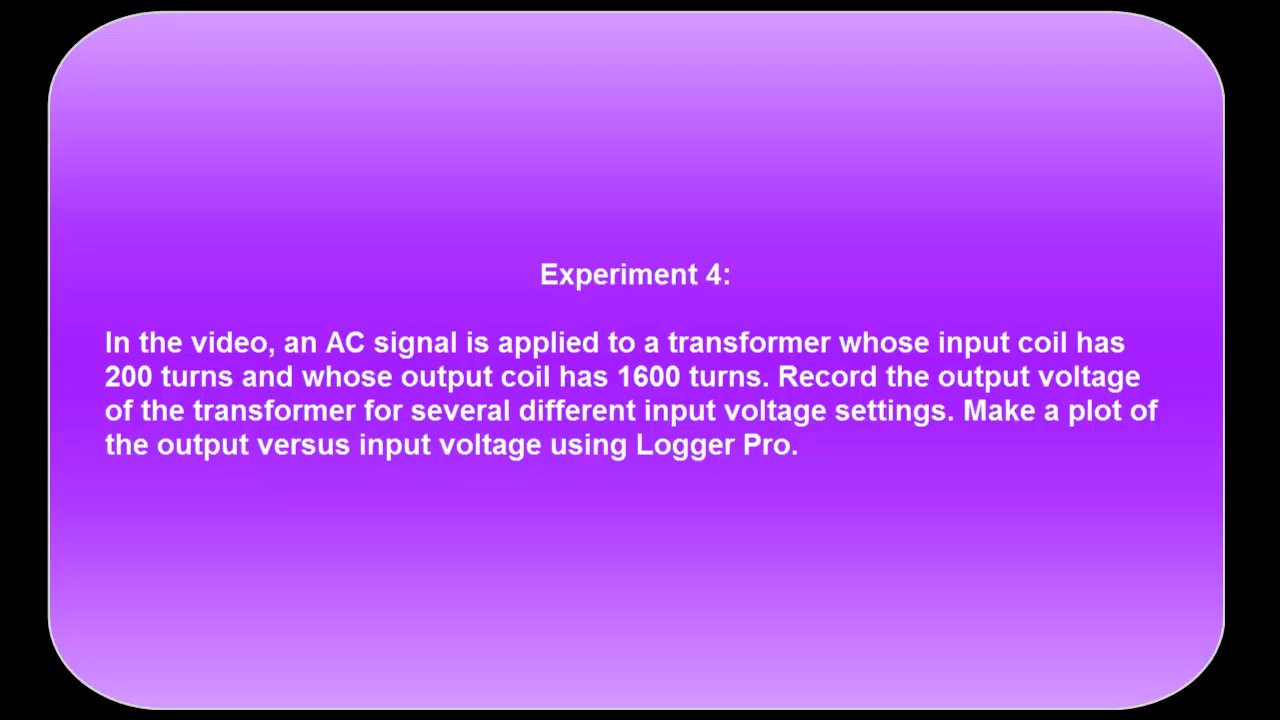 Experiment 4:
In the video, an AC signal is applied to a transformer whose input coil has
200 turns and whose output coil has 1600 turns. Record the output voltage
of the transformer for several different input voltage settings. Make a plot of
the output versus input voltage using Logger Pro.